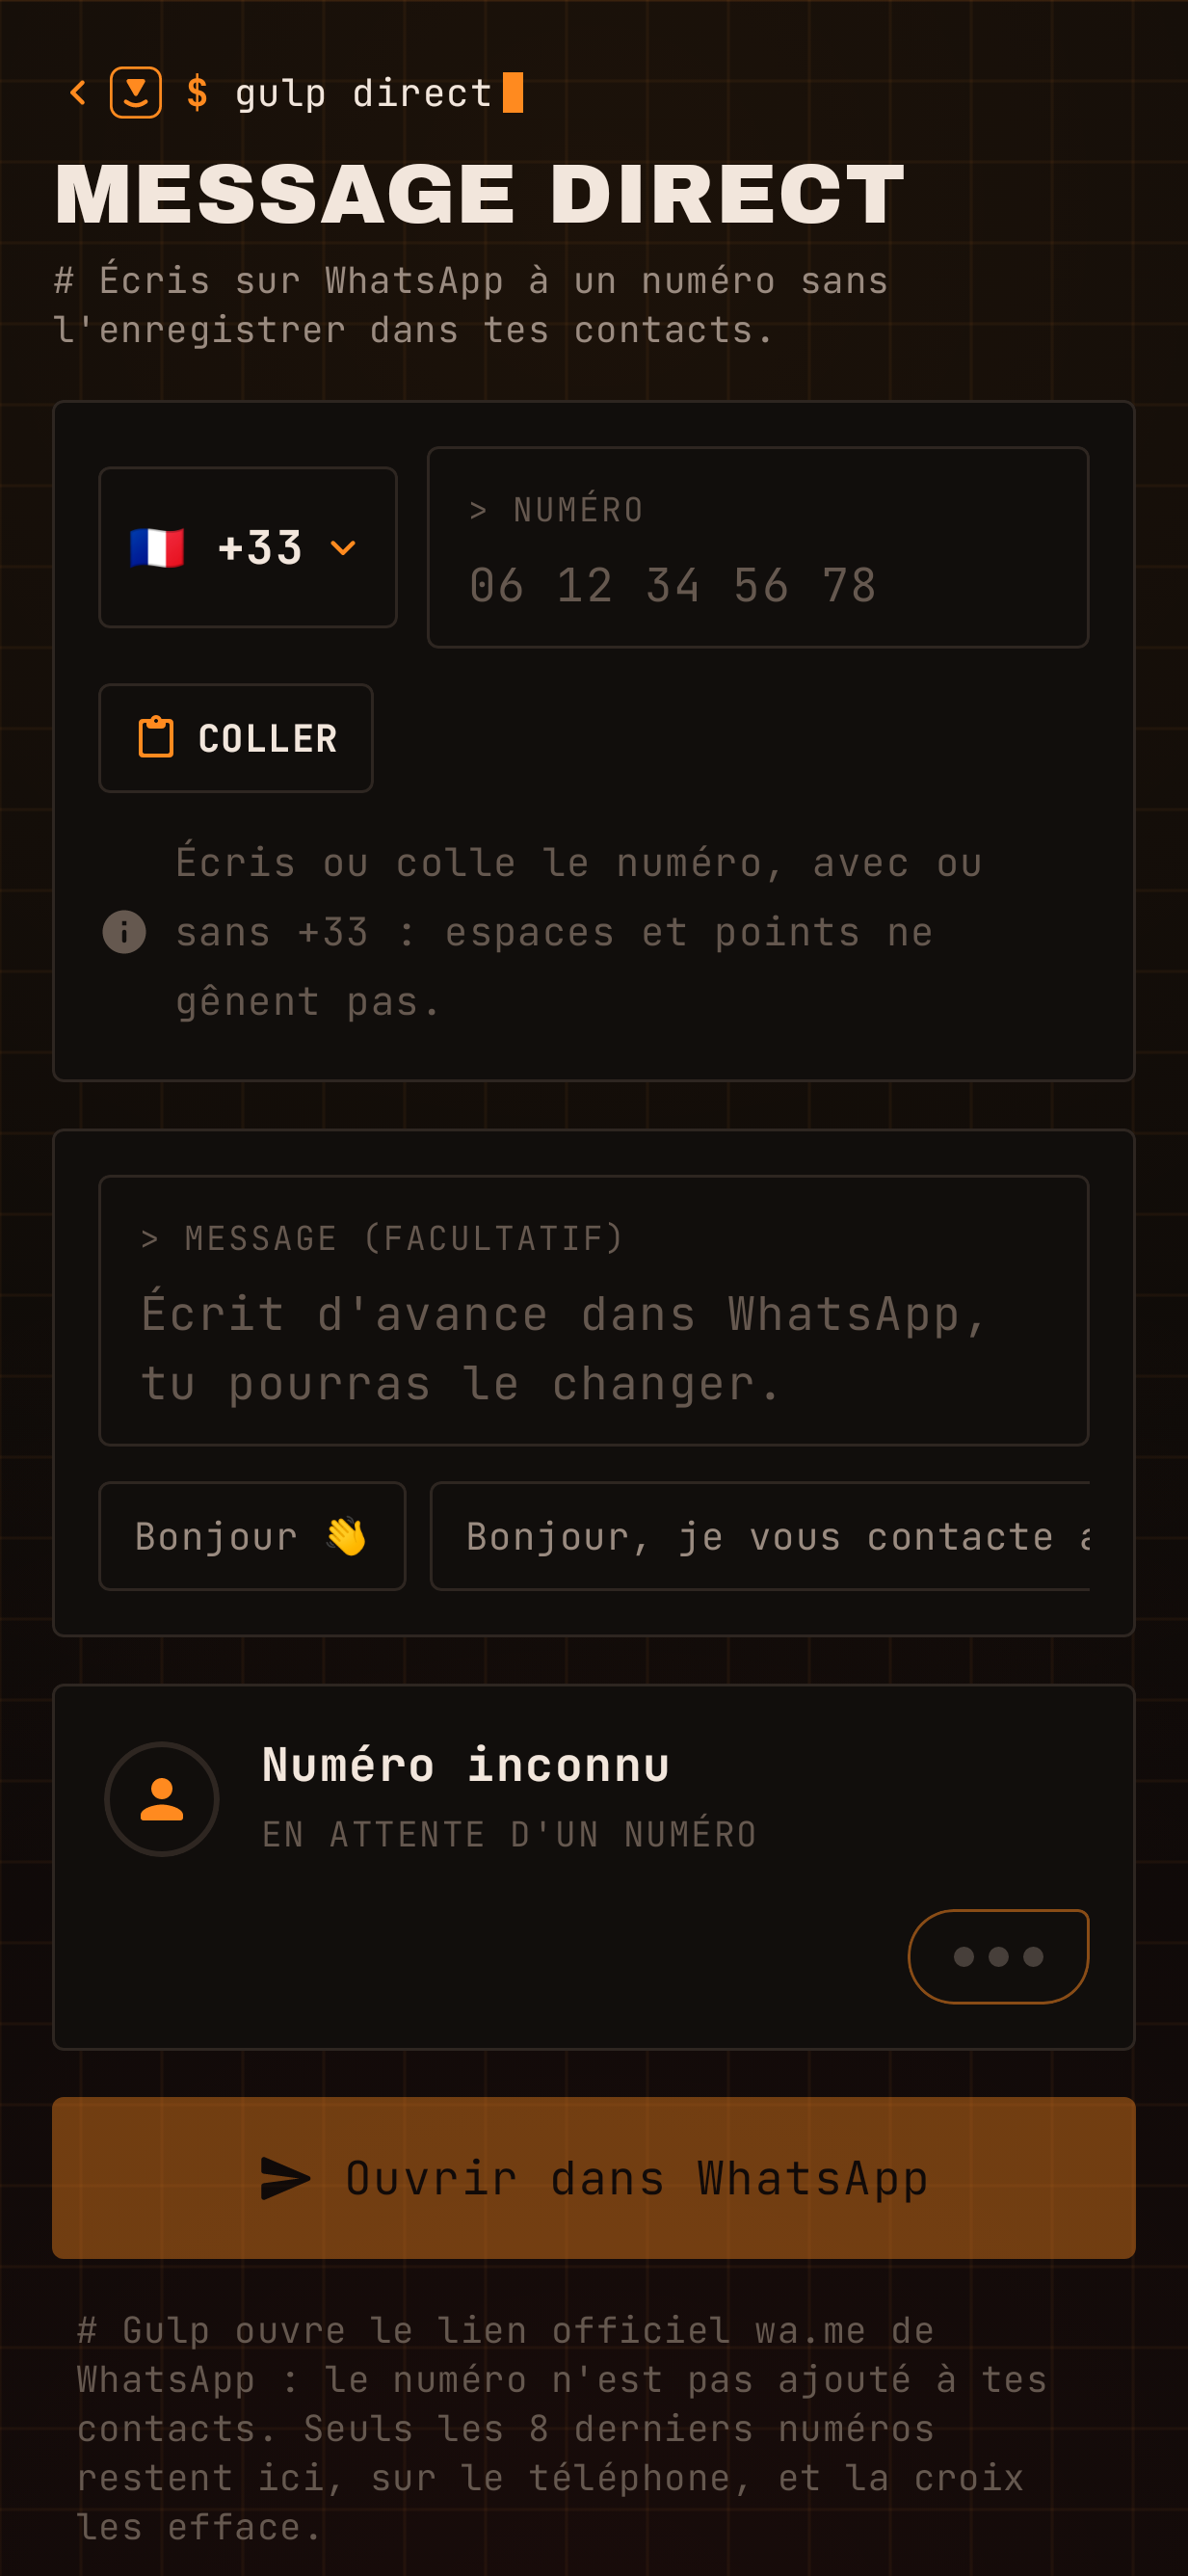 $ gulp direct
MESSAGE DIRECT
# Écris sur WhatsApp à un numéro sans
l'enregistrer dans tes contacts.
+33
> NUMÉRO
06 12 34 56 78
COLLER
Écris ou colle le numéro, avec ou
sans +33 : espaces et points ne
gênent pas.
> MESSAGE (FACULTATIF)
Écrit d'avance dans WhatsApp,
tu pourras le changer.
Bonjour 👋
Bonjour, je vous contacte
Numéro inconnu
EN ATTENTE D'UN NUMÉRO
Ouvrir dans WhatsApp
# Gulp ouvre le lien officiel wa.me de
WhatsApp : le numéro n'est pas ajouté à tes
contacts. Seuls les 8 derniers numéros
restent ici, sur le téléphone, et la croix
les efface.